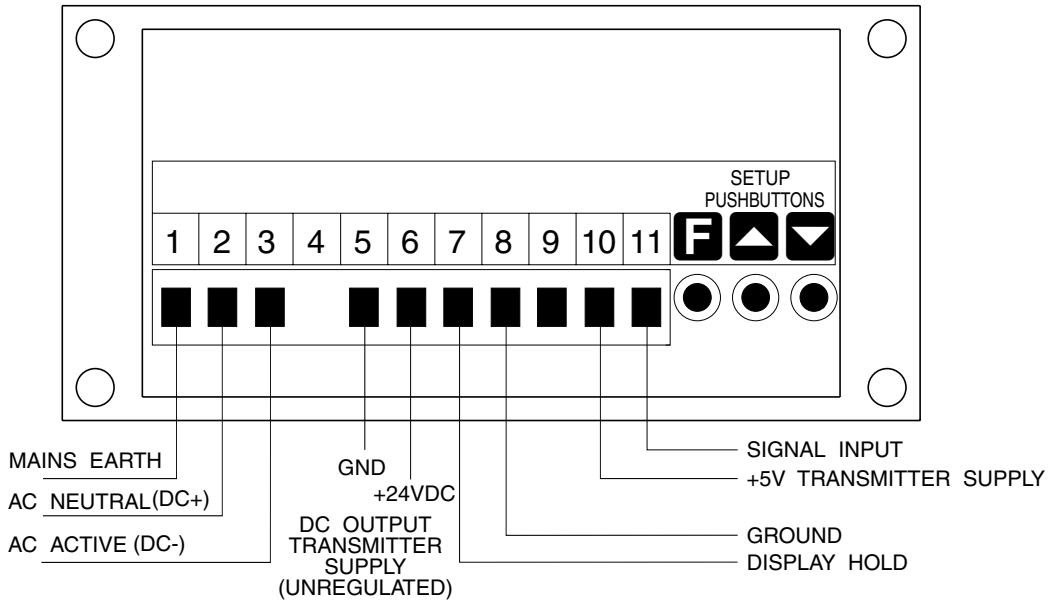 SETUP
PUSHBUTTONS
1 2 3 4 5 6 7 8 9 10 11 F
MAINS EARTH
AC NEUTRAL(DC+)
AC ACTIVE (DC-)
GND
+24VDC
DC OUTPUT
TRANSMITTER
SUPPLY
(UNREGULATED)
SIGNAL INPUT
+5V TRANSMITTER SUPPLY
GROUND
DISPLAY HOLD